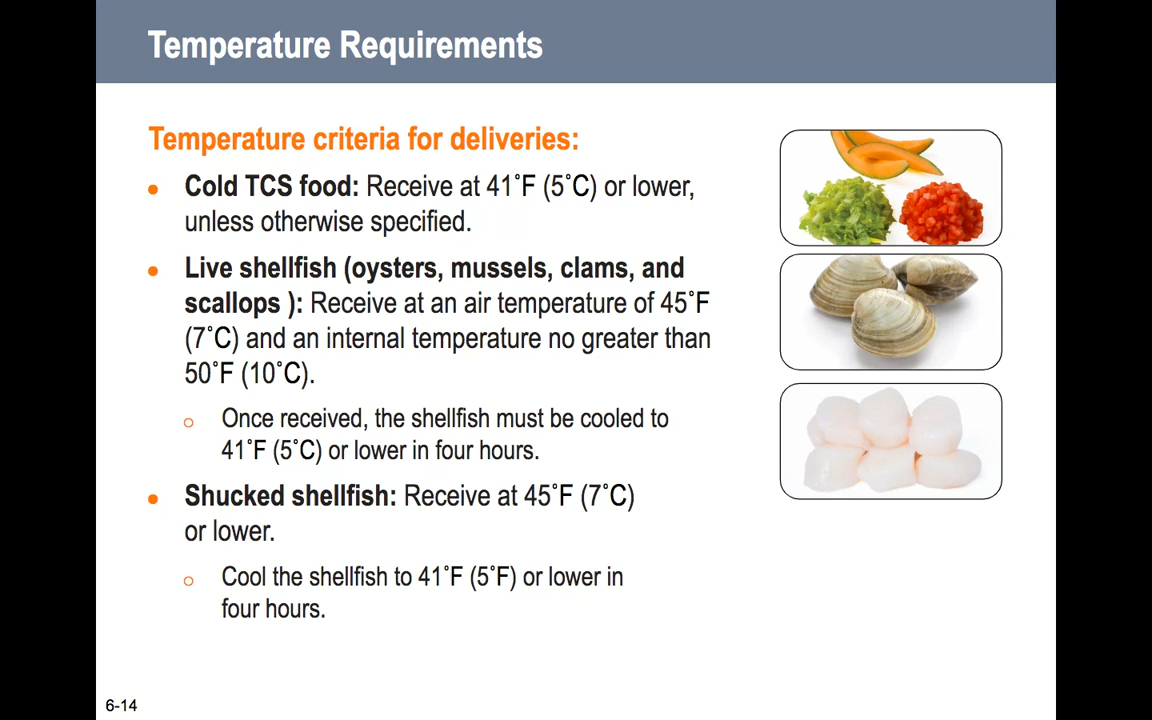 Temperature Requirements
Temperature criteria for deliveries:
• Cold TCS food: Receive at 41˚F (5˚C) or lower,
unless otherwise specified.
• Live shellfish (oysters, mussels, clams, and
scallops ): Receive at an air temperature of 45˚F
(7˚C) and an internal temperature no greater than
50˚F (10˚C).
○ Once received, the shellfish must be cooled to
41˚F (5˚C) or lower in four hours.
• Shucked shellfish: Receive at 45˚F (7˚C)
or lower.
○ Cool the shellfish to 41˚F (5˚F) or lower in
four hours.
6-14